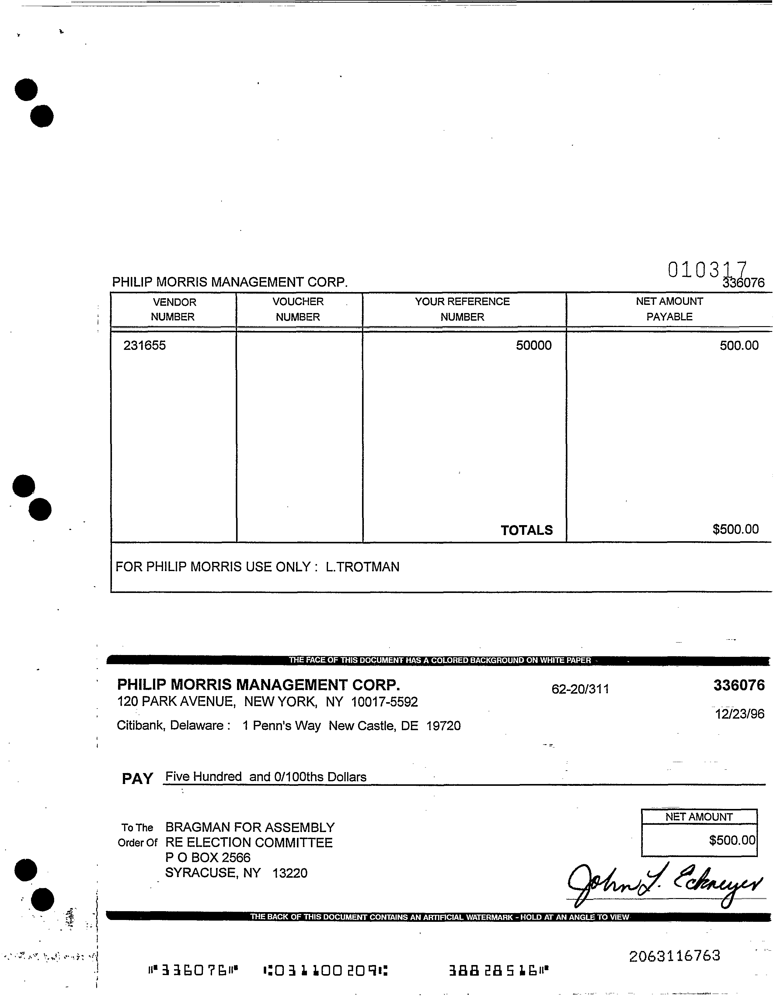 010317
PHILIP MORRIS MANAGEMENT CORP. 336076
VENDOR NUMBER VOUCHER NUMBER YOUR REFERENCE NUMBER NET AMOUNT PAYABLE
231655 50000 500.00
TOTALS $500.00
FOR PHILIP MORRIS USE ONLY : L.TROTMAN
THE FACE OF THIS DOCUMENT HAS A COLORED BACKGROUND ON WHITE PAPER
PHILIP MORRIS MANAGEMENT CORP. 62-20/311 336076
120 PARK AVENUE, NEW YORK, NY 10017-5592
12/23/96
Citibank, Delaware : 1 Penn's Way New Castle, DE 19720
PAY Five Hundred and 0/100ths Dollars
NET AMOUNT
$500.00
To The BRAGMAN FOR ASSEMBLY
Order Of RE ELECTION COMMITTEE
P O BOX 2566
SYRACUSE, NY 13220
John L. Eckmeyer
THE BACK OF THIS DOCUMENT CONTAINS AN ARTIFICIAL WATERMARK - HOLD AT AN ANGLE TO VIEW
2063116763
⑈336076⑈ ⑆031100209⑆ 38828516⑈